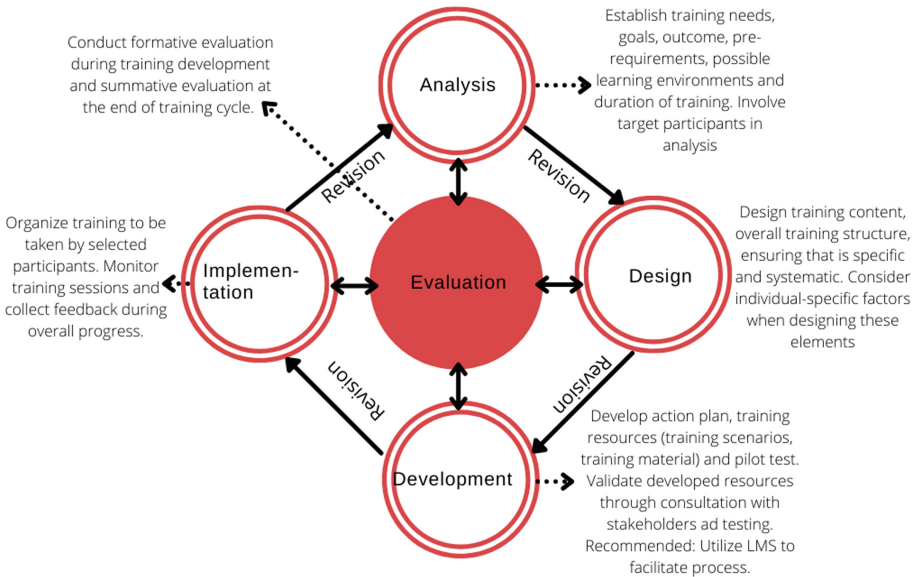 Conduct formative evaluation
during training development
and summative evaluation at
the end of training cycle.
Analysis
Establish training needs,
goals, outcome, pre-
requirements, possible
learning environments and
duration of training. Involve
target participants in
analysis
Revision
Revision
Organize training to be
taken by selected
participants. Monitor
training sessions and
collect feedback during
overall progress.
Implemen-
tation
Evaluation
Design
Design training content,
overall training structure,
ensuring that is specific
and systematic. Consider
individual-specific factors
when designing these
elements
Revision
Revision
Development
Develop action plan, training
resources (training scenarios,
training material) and pilot test.
Validate developed resources
through consultation with
stakeholders ad testing.
Recommended: Utilize LMS to
facilitate process.